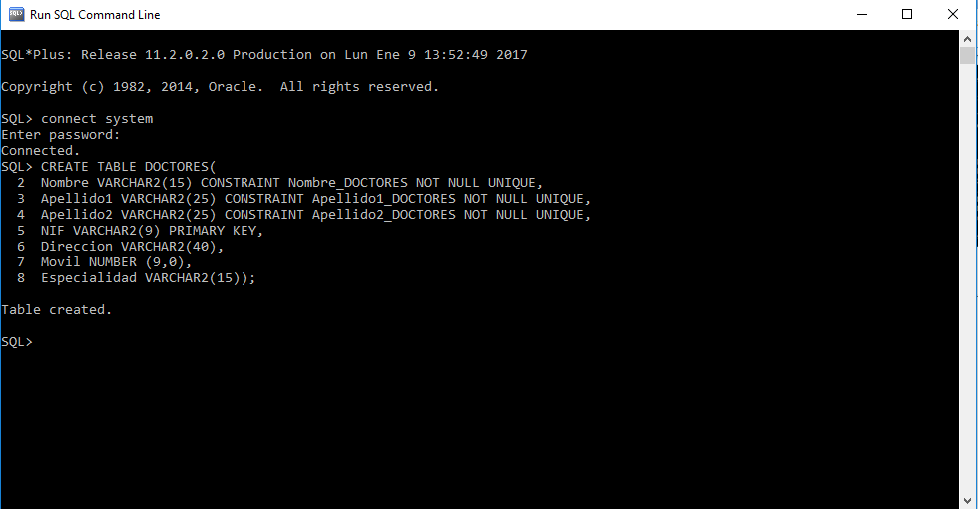 Run SQL Command Line
SQL*Plus: Release 11.2.0.2.0 Production on Lun Ene 9 13:52:49 2017
Copyright (c) 1982, 2014, Oracle.  All rights reserved.
SQL> connect system
Enter password:
Connected.
SQL> CREATE TABLE DOCTORES(
  2  Nombre VARCHAR2(15) CONSTRAINT Nombre_DOCTORES NOT NULL UNIQUE,
  3  Apellido1 VARCHAR2(25) CONSTRAINT Apellido1_DOCTORES NOT NULL UNIQUE,
  4  Apellido2 VARCHAR2(25) CONSTRAINT Apellido2_DOCTORES NOT NULL UNIQUE,
  5  NIF VARCHAR2(9) PRIMARY KEY,
  6  Direccion VARCHAR2(40),
  7  Movil NUMBER (9,0),
  8  Especialidad VARCHAR2(15));
Table created.
SQL>